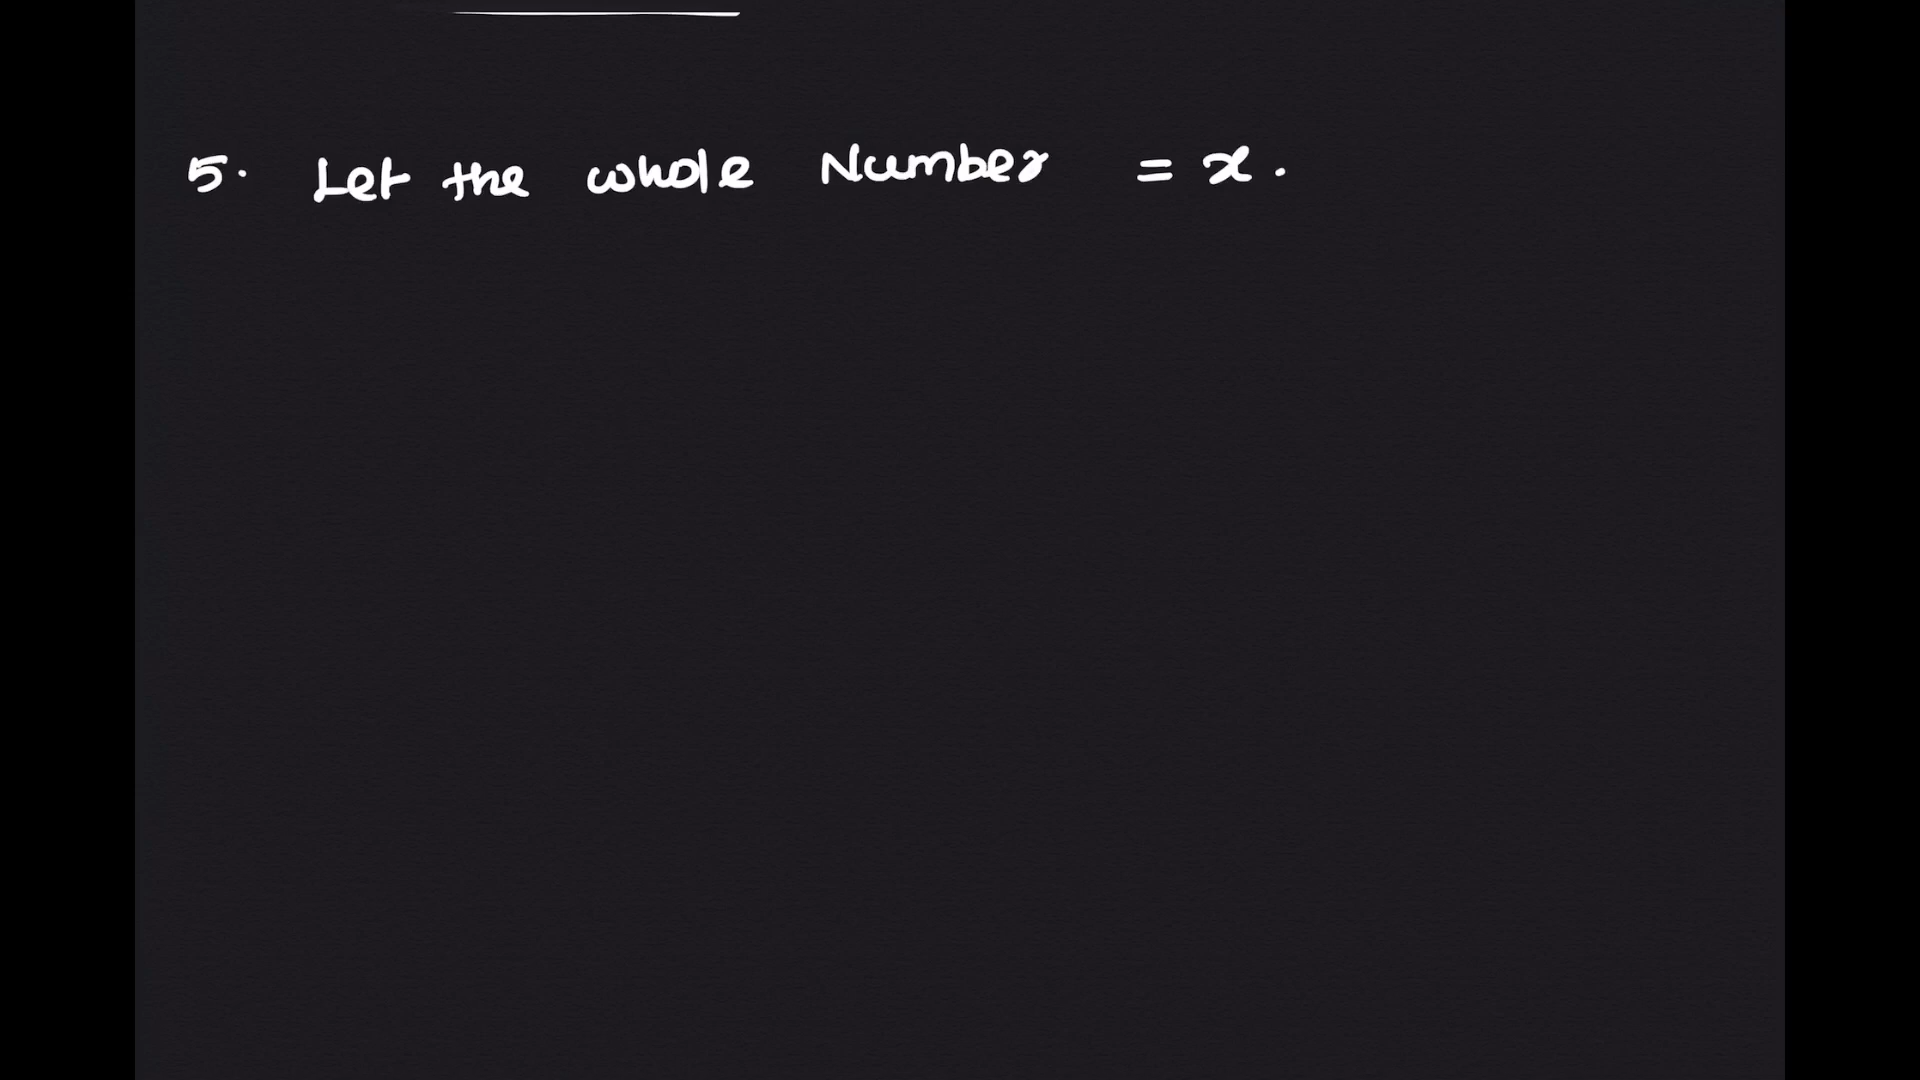 5. Let the whole Number = x.